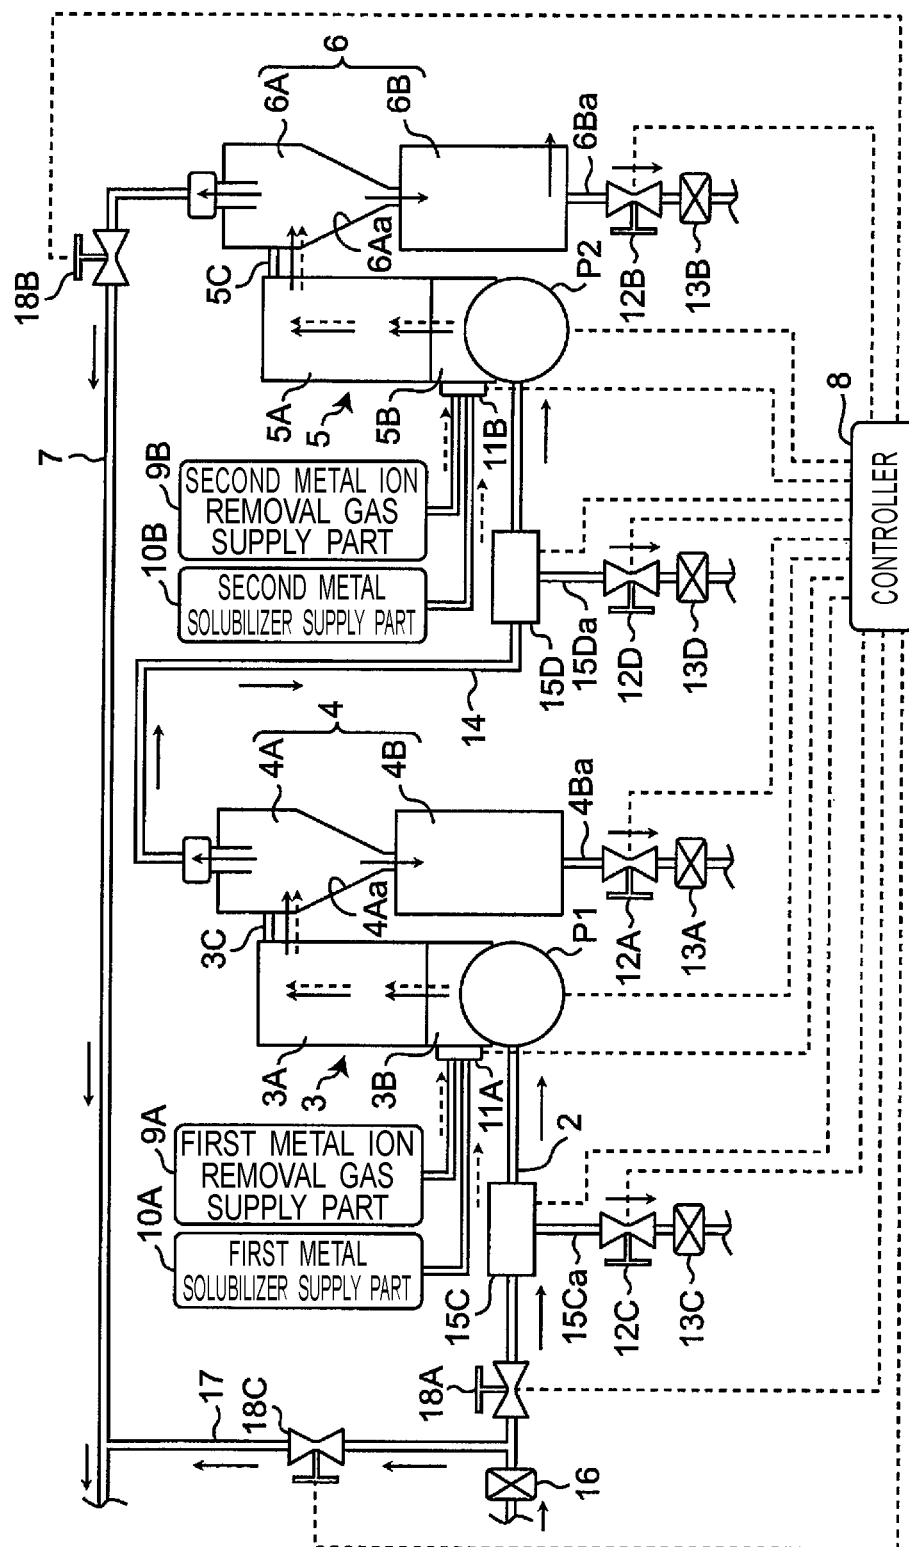 18B
7
6
6A
6B
6Aa
6Ba
5C
5A
5
5B
11B
P2
12B
13B
9B
SECOND METAL ION
REMOVAL GAS
SUPPLY PART
10B
SECOND METAL
SOLUBILIZER SUPPLY PART
8
CONTROLLER
15D
15Da
12D
13D
14
4
4A
4B
4Aa
4Ba
3C
3A
3
3B
11A
P1
12A
13A
9A
FIRST METAL ION
REMOVAL GAS
SUPPLY PART
10A
FIRST METAL
SOLUBILIZER SUPPLY PART
2
15C
15Ca
12C
13C
17
18C
18A
16